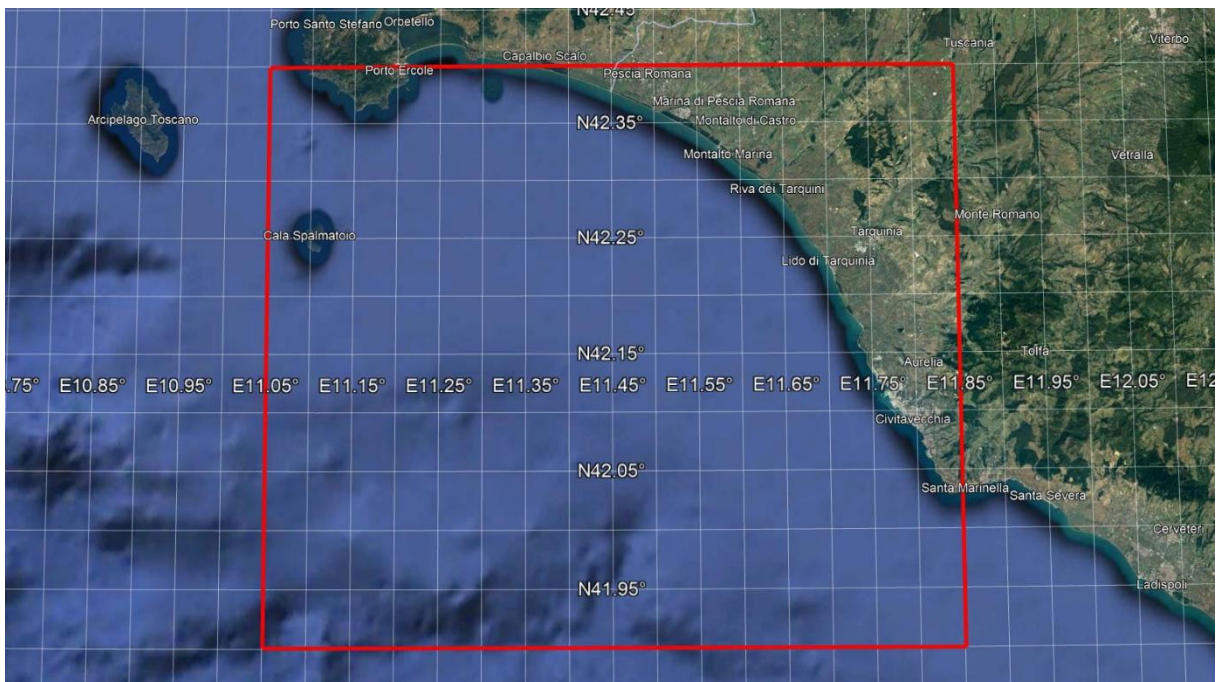 N42.45
Porto Santo Stefano
Orbetello
Tuscania
Viterbo
Capalbio Scalo
Porto Ercole
Pescia Romana
Marina di Pescia Romana
Arcipelago Toscano
N42.35°
Montalto di Castro
Montalto Marina
Vetralla
Riva dei Tarquini
Monte Romano
Cala Spalmatoio
N42.25°
Tarquinia
Lido di Tarquinia
N42.15°
Tolfa
Aurelia
.75° E10.85° E10.95° E11.05° E11.15° E11.25° E11.35° E11.45° E11.55° E11.65° E11.75° E11.85° E11.95° E12.05° E12
Civitavecchia
N42.05°
Santa Marinella
Santa Severa
Cerveteri
N41.95°
Ladispoli